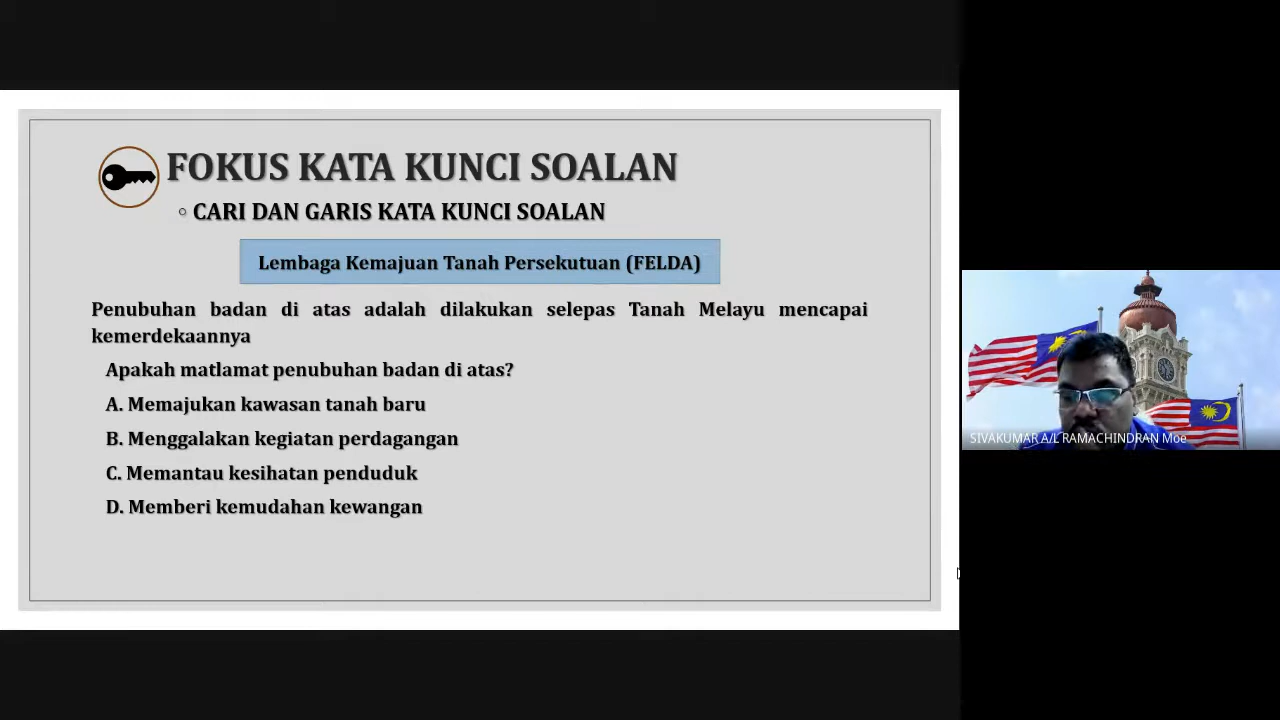 FOKUS KATA KUNCI SOALAN
◦ CARI DAN GARIS KATA KUNCI SOALAN
Lembaga Kemajuan Tanah Persekutuan (FELDA)
Penubuhan badan di atas adalah dilakukan selepas Tanah Melayu mencapai
kemerdekaannya
Apakah matlamat penubuhan badan di atas?
A. Memajukan kawasan tanah baru
B. Menggalakan kegiatan perdagangan
C. Memantau kesihatan penduduk
D. Memberi kemudahan kewangan
SIVAKUMAR A/L RAMACHINDRAN Moe